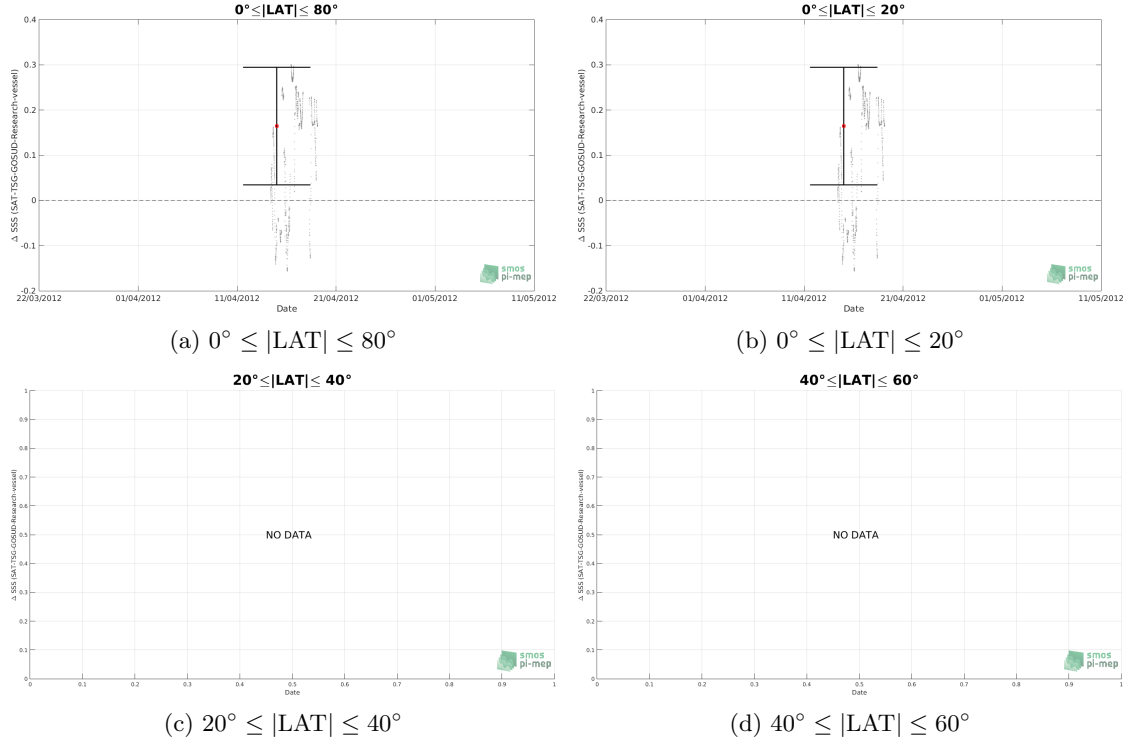 0°≤|LAT|≤ 80°
Δ SSS (SAT-TSG-GOSUD-Research-vessel)
0.4
0.3
0.2
0.1
0
-0.1
-0.2
22/03/2012 01/04/2012 11/04/2012 21/04/2012 01/05/2012 11/05/2012
Date
smos
pi-mep
(a) 0° ≤ |LAT| ≤ 80°
0°≤|LAT|≤ 20°
Δ SSS (SAT-TSG-GOSUD-Research-vessel)
0.4
0.3
0.2
0.1
0
-0.1
-0.2
22/03/2012 01/04/2012 11/04/2012 21/04/2012 01/05/2012 11/05/2012
Date
smos
pi-mep
(b) 0° ≤ |LAT| ≤ 20°
20°≤|LAT|≤ 40°
Δ SSS (SAT-TSG-GOSUD-Research-vessel)
1
0.9
0.8
0.7
0.6
0.5
0.4
0.3
0.2
0.1
0
NO DATA
0 0.1 0.2 0.3 0.4 0.5 0.6 0.7 0.8 0.9 1
Date
smos
pi-mep
(c) 20° ≤ |LAT| ≤ 40°
40°≤|LAT|≤ 60°
Δ SSS (SAT-TSG-GOSUD-Research-vessel)
1
0.9
0.8
0.7
0.6
0.5
0.4
0.3
0.2
0.1
0
NO DATA
0 0.1 0.2 0.3 0.4 0.5 0.6 0.7 0.8 0.9 1
Date
smos
pi-mep
(d) 40° ≤ |LAT| ≤ 60°